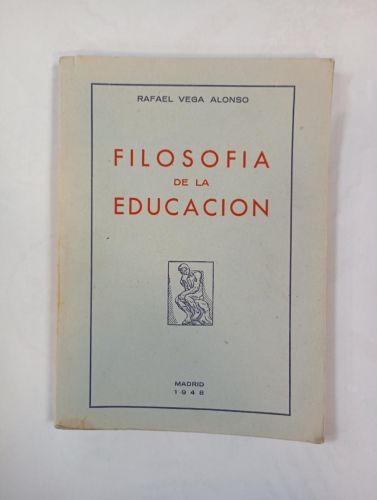 RAFAEL VEGA ALONSO
FILOSOFIA
DE LA
EDUCACION
MADRID
1948